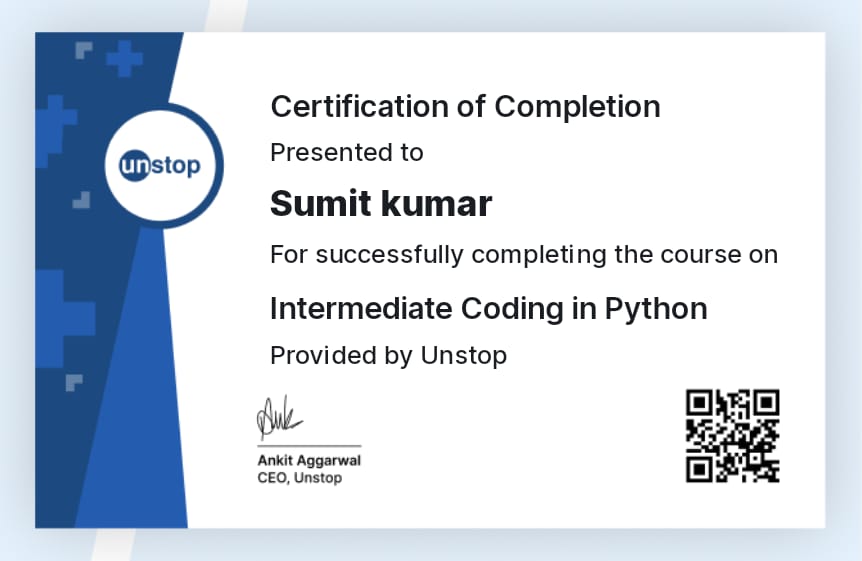 unstop
Certification of Completion
Presented to
Sumit kumar
For successfully completing the course on
Intermediate Coding in Python
Provided by Unstop
Ankit Aggarwal
CEO, Unstop